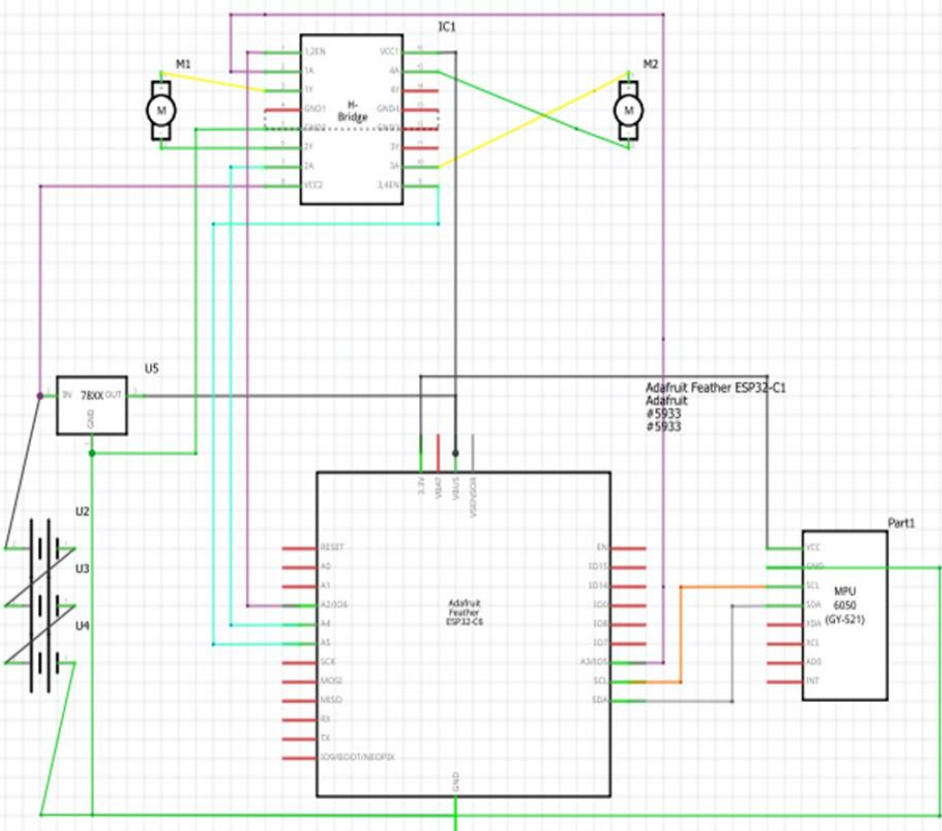 IC1
M1
M2
1,2EN
1A
1Y
GND1
GND2
2Y
2A
VCC2
H-
Bridge
VCC1
4A
4Y
GND4
GND3
3Y
3A
3,4EN
M
M
U5
IN
78XX
OUT
GND
Adafruit Feather ESP32-C1
Adafruit
#5933
#5933
3.3V
VBAT
VBUS
VSENSOR
U2
U3
U4
Part1
RESET
A0
A1
A2/IO6
A4
A5
SCK
MOSI
MISO
RX
TX
IO9/BOOT/NEOPIX
Adafruit
Feather
ESP32-C6
EN
IO15
IO14
IO0
IO8
IO7
A3/IO5
SCL
SDA
GND
VCC
GND
SCL
SDA
XDA
XCL
AD0
INT
MPU
6050
(GY-521)